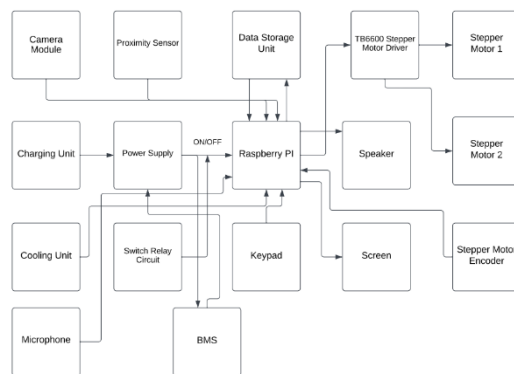 Camera
Module
Proximity Sensor
Data Storage
Unit
TB6600 Stepper
Motor Driver
Stepper
Motor 1
Charging Unit
Power Supply
ON/OFF
Raspberry PI
Speaker
Stepper
Motor 2
Cooling Unit
Switch Relay
Circuit
Keypad
Screen
Stepper Motor
Encoder
Microphone
BMS